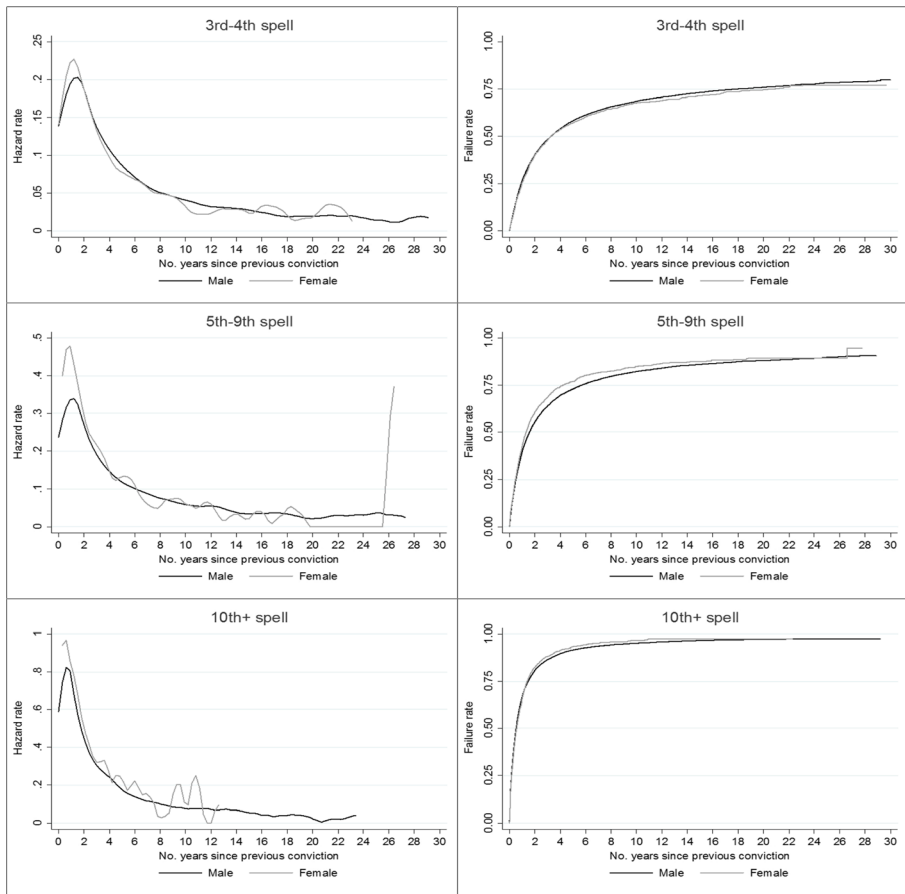 3rd-4th spell
Hazard rate
.25
.2
.15
.1
.05
0
0 2 4 6 8 10 12 14 16 18 20 22 24 26 28 30
No. years since previous conviction
Male Female
3rd-4th spell
Failure rate
1.00
0.75
0.50
0.25
0.00
0 2 4 6 8 10 12 14 16 18 20 22 24 26 28 30
No. years since previous conviction
Male Female
5th-9th spell
Hazard rate
.5
.4
.3
.2
.1
0
0 2 4 6 8 10 12 14 16 18 20 22 24 26 28 30
No. years since previous conviction
Male Female
5th-9th spell
Failure rate
1.00
0.75
0.50
0.25
0.00
0 2 4 6 8 10 12 14 16 18 20 22 24 26 28 30
No. years since previous conviction
Male Female
10th+ spell
Hazard rate
1
.8
.6
.4
.2
0
0 2 4 6 8 10 12 14 16 18 20 22 24 26 28 30
No. years since previous conviction
Male Female
10th+ spell
Failure rate
1.00
0.75
0.50
0.25
0.00
0 2 4 6 8 10 12 14 16 18 20 22 24 26 28 30
No. years since previous conviction
Male Female